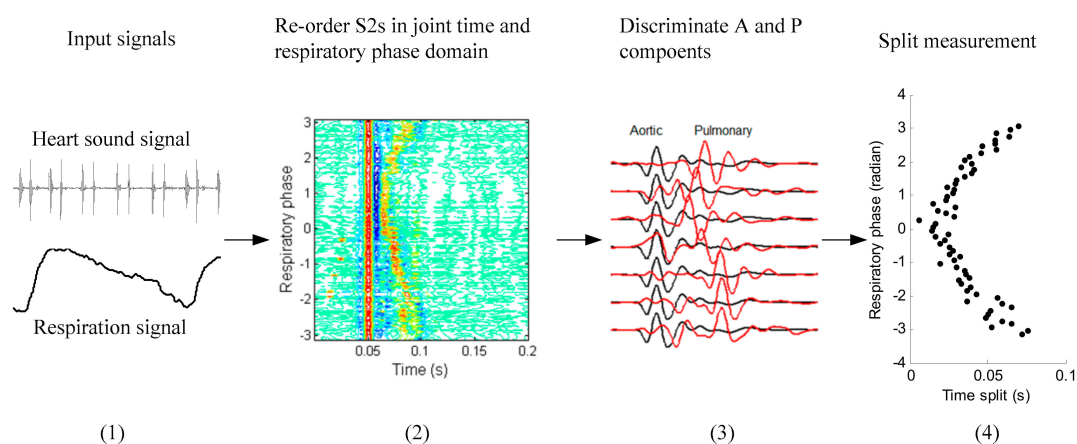 Input signals
Heart sound signal
Respiration signal
(1)
Re-order S2s in joint time and
respiratory phase domain
Respiratory phase
3
2
1
0
-1
-2
-3
0.05
0.1
0.15
0.2
Time (s)
(2)
Discriminate A and P
compoents
Aortic Pulmonary
(3)
Split measurement
Respiratory phase (radian)
4
3
2
1
0
-1
-2
-3
-4
0
0.05
0.1
Time split (s)
(4)